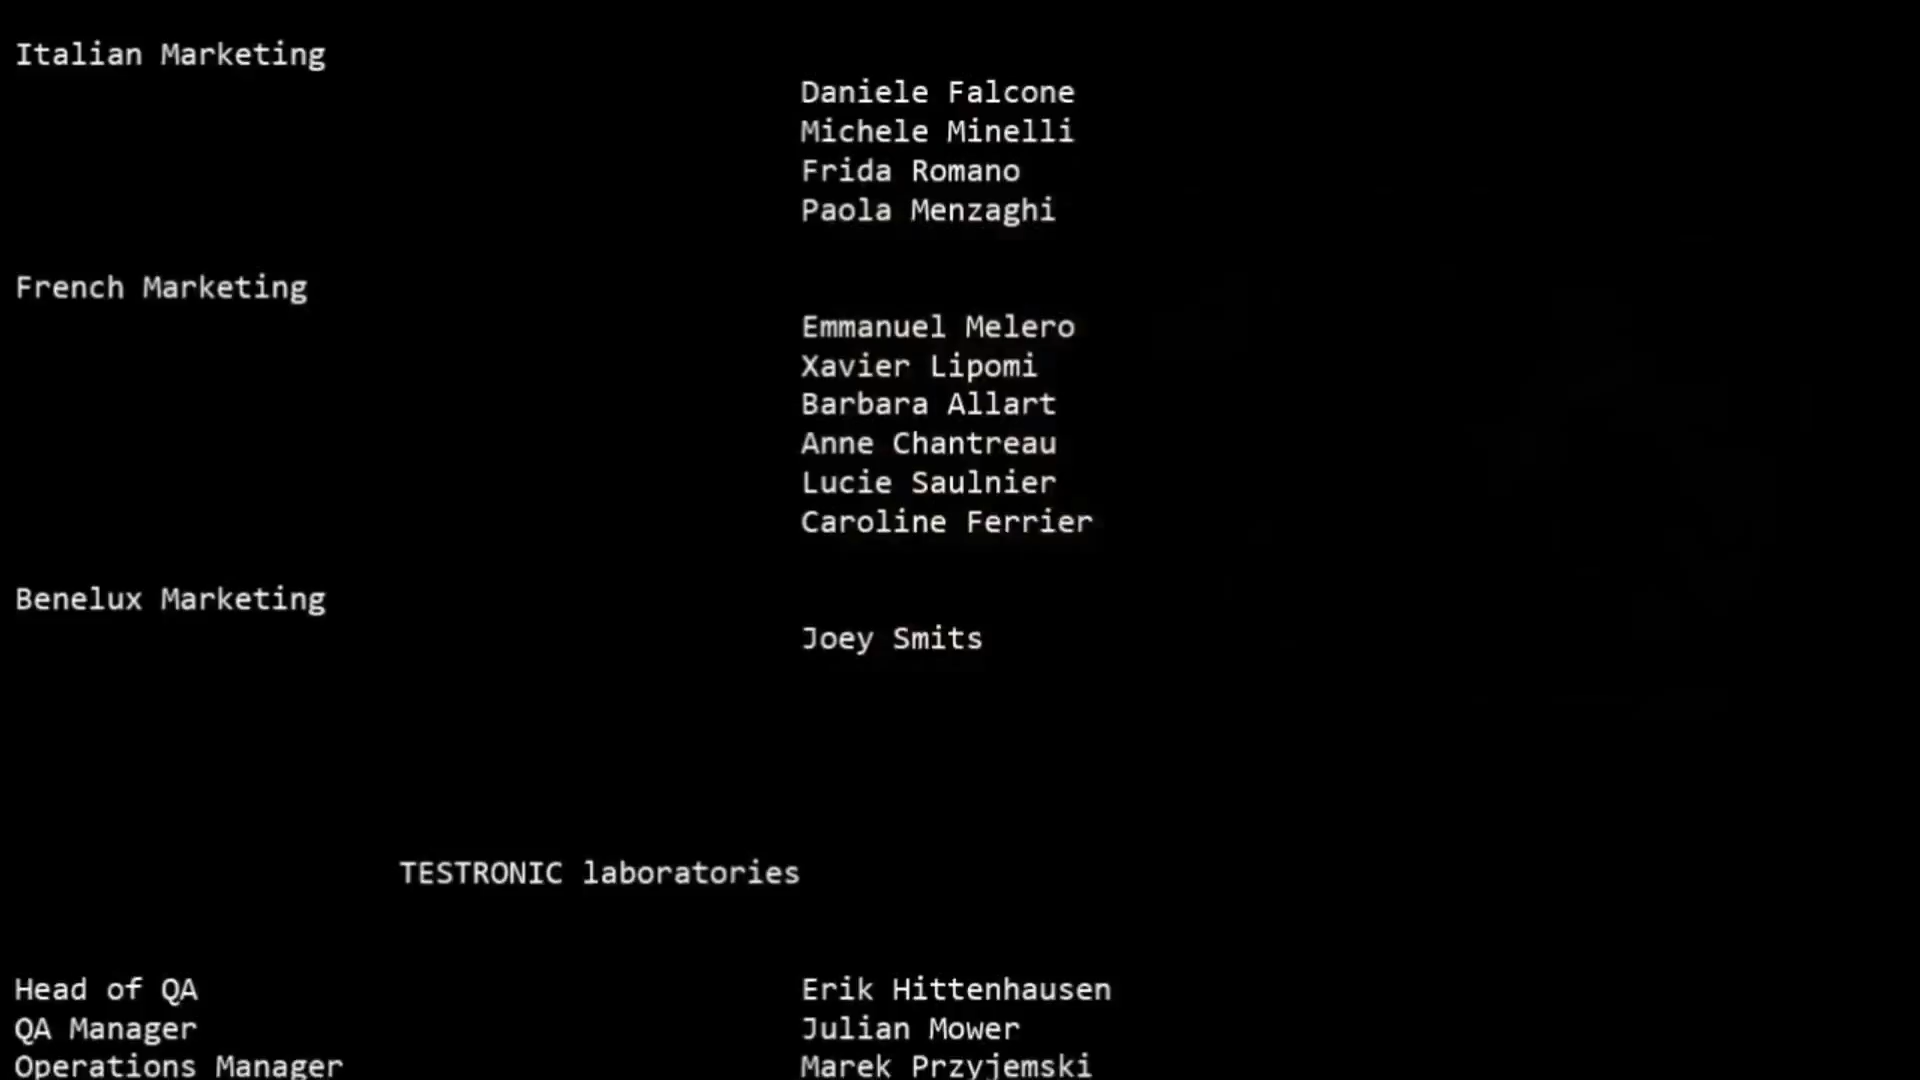 Italian Marketing
Daniele Falcone
Michele Minelli
Frida Romano
Paola Menzaghi
French Marketing
Emmanuel Melero
Xavier Lipomi
Barbara Allart
Anne Chantreau
Lucie Saulnier
Caroline Ferrier
Benelux Marketing
Joey Smits
TESTRONIC laboratories
Head of QA Erik Hittenhausen
QA Manager Julian Mower
Operations Manager Marek Przyjemski